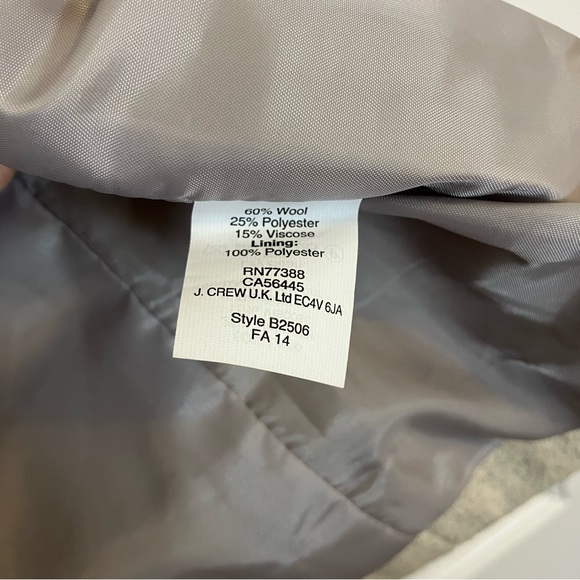 60% Wool
25% Polyester
15% Viscose
Lining:
100% Polyester
RN77388
CA56445
J. CREW U.K. Ltd EC4V 6JA
Style B2506
FA 14